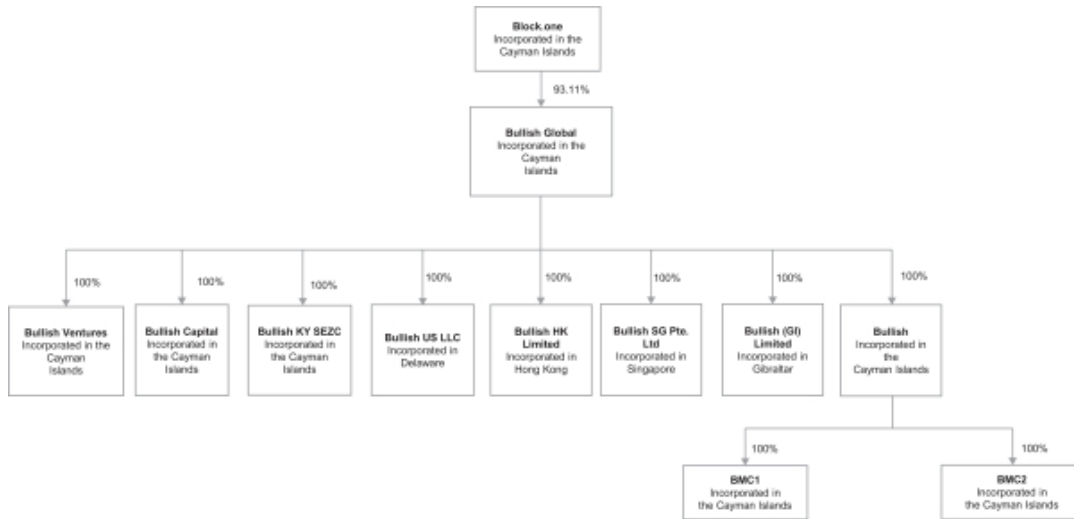 Block.one
Incorporated in the
Cayman Islands
93.11%
Bullish Global
Incorporated in the
Cayman
Islands
100%
100%
100%
100%
100%
100%
100%
100%
Bullish Ventures
Incorporated in the
Cayman
Islands
Bullish Capital
Incorporated in
the Cayman
Islands
Bullish KY SEZC
Incorporated in
the Cayman
Islands
Bullish US LLC
Incorporated in
Delaware
Bullish HK
Limited
Incorporated in
Hong Kong
Bullish SG Pte.
Ltd
Incorporated in
Singapore
Bullish (GI)
Limited
Incorporated in
Gibraltar
Bullish
Incorporated in
the
Cayman Islands
100%
100%
BMC1
Incorporated in
the Cayman Islands
BMC2
Incorporated in
the Cayman Islands